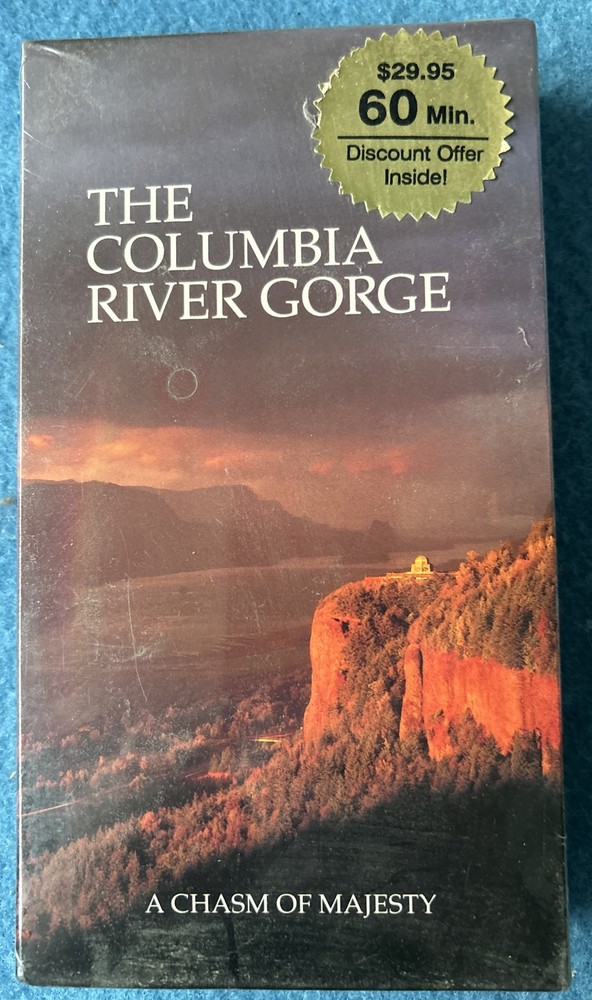 $29.95
60 Min.
Discount Offer
Inside!
THE
COLUMBIA
RIVER GORGE
A CHASM OF MAJESTY